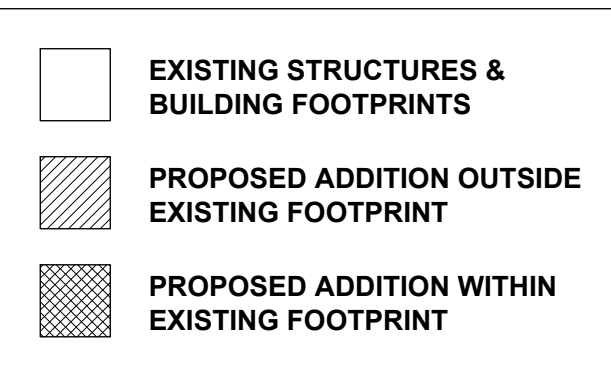 EXISTING STRUCTURES &
BUILDING FOOTPRINTS
PROPOSED ADDITION OUTSIDE
EXISTING FOOTPRINT
PROPOSED ADDITION WITHIN
EXISTING FOOTPRINT